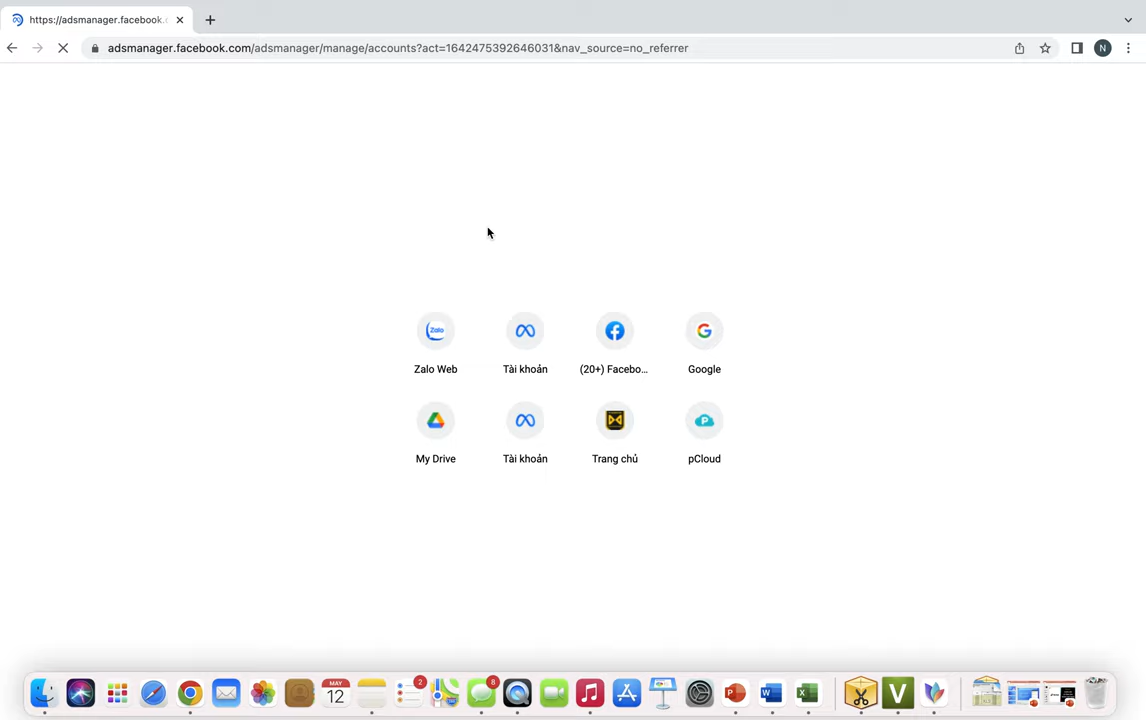 https://adsmanager.facebook.c
adsmanager.facebook.com/adsmanager/manage/accounts?act=1642475392646031&nav_source=no_referrer
N
Zalo
Zalo Web
Tài khoản
(20+) Facebo...
Google
My Drive
Tài khoản
Trang chủ
pCloud
MAY
12
2
8
P
W
X
V